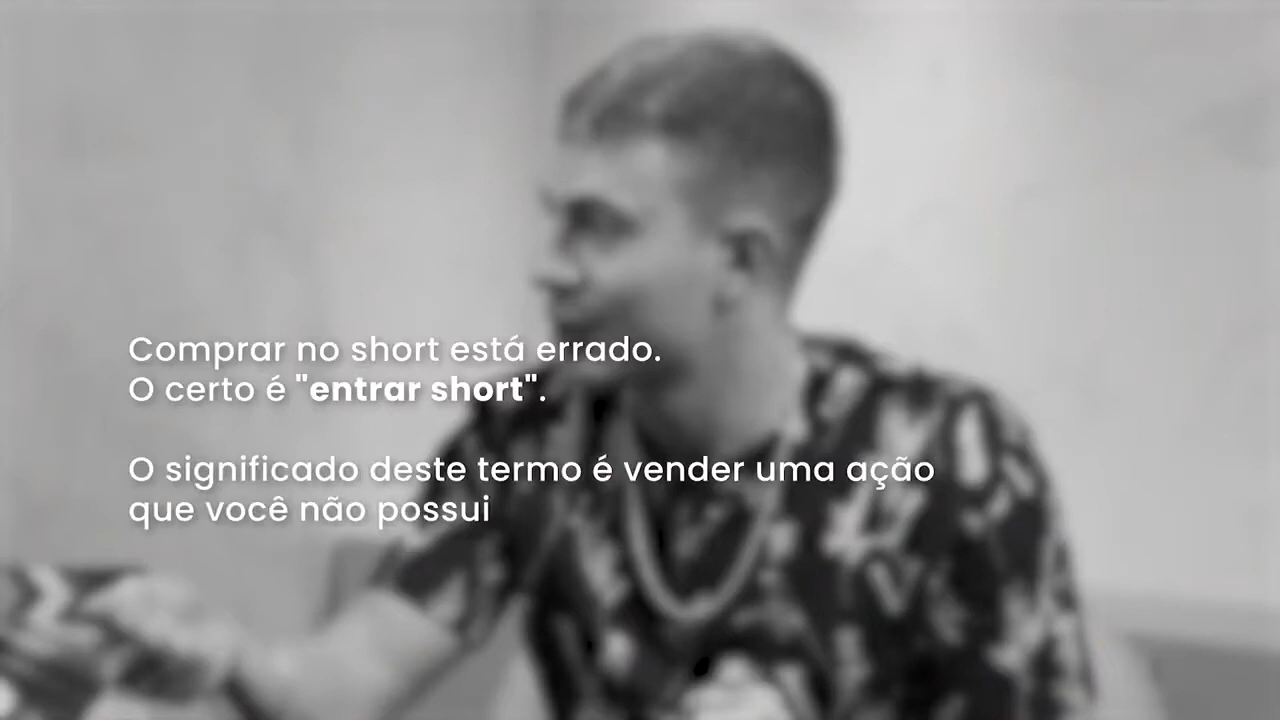 Comprar no short está errado.
O certo é "entrar short".
O significado deste termo é vender uma ação
que você não possui